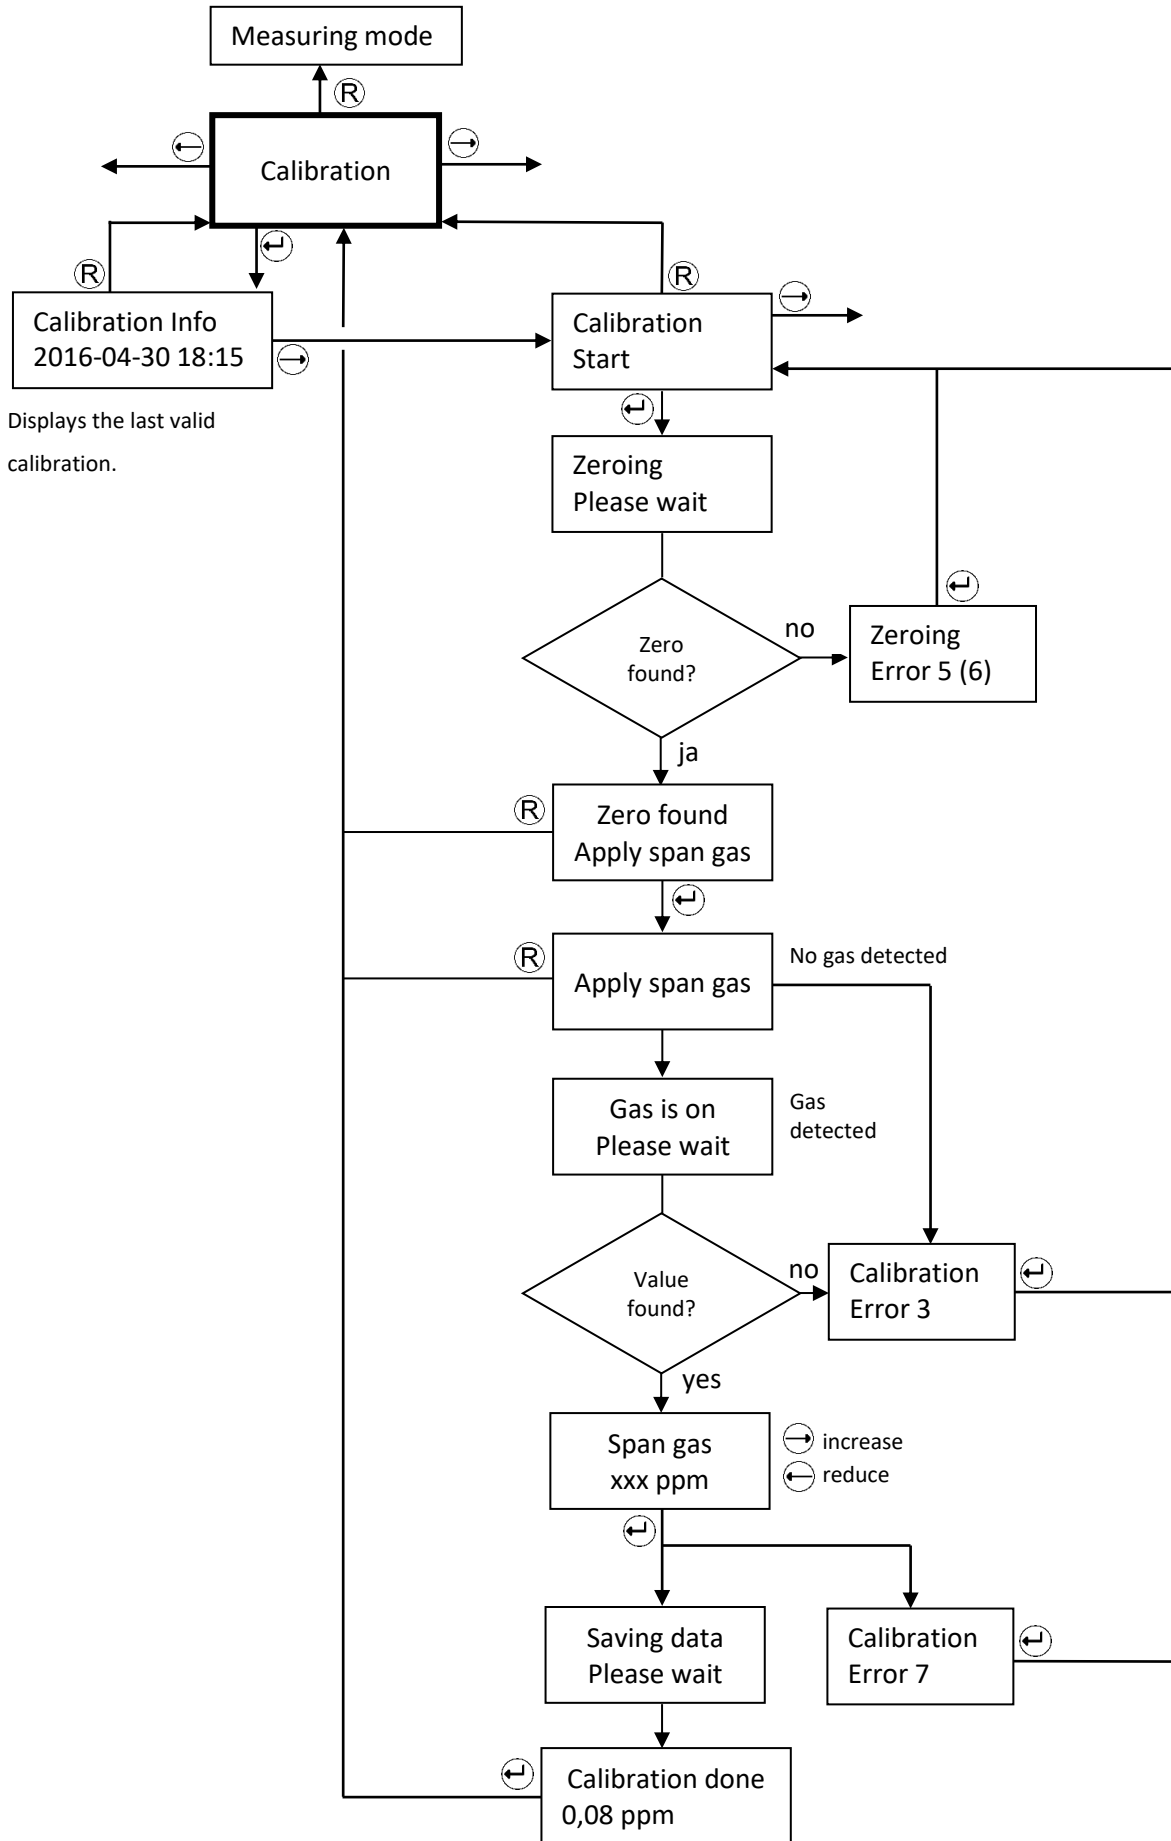 Measuring mode
R
Calibration
R
R
Calibration Info
2016-04-30 18:15
Calibration
Start
Displays the last valid
calibration.
Zeroing
Please wait
Zero
found?
no
Zeroing
Error 5 (6)
ja
R
Zero found
Apply span gas
R
Apply span gas
No gas detected
Gas is on
Please wait
Gas
detected
Value
found?
no
Calibration
Error 3
yes
Span gas
xxx ppm
increase
reduce
Saving data
Please wait
Calibration
Error 7
Calibration done
0,08 ppm